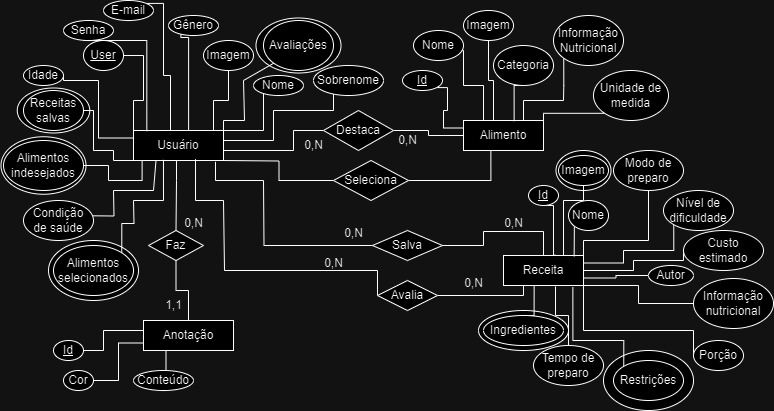 E-mail
Gênero
Senha
User
Imagem
Avaliações
Idade
Nome
Sobrenome
Receitas
salvas
Usuário
Alimentos
indesejados
Condição
de saúde
Alimentos
selecionados
Imagem
Informação
Nutricional
Nome
Categoria
Id
Unidade de
medida
Alimento
Destaca
0,N
0,N
Seleciona
0,N
Faz
1,1
Anotação
Id
Cor
Conteúdo
0,N
Salva
0,N
0,N
Avalia
0,N
Imagem
Modo de
preparo
Id
Nome
Nível de
dificuldade
Custo
estimado
Autor
Receita
Informação
nutricional
Ingredientes
Tempo de
preparo
Restrições
Porção